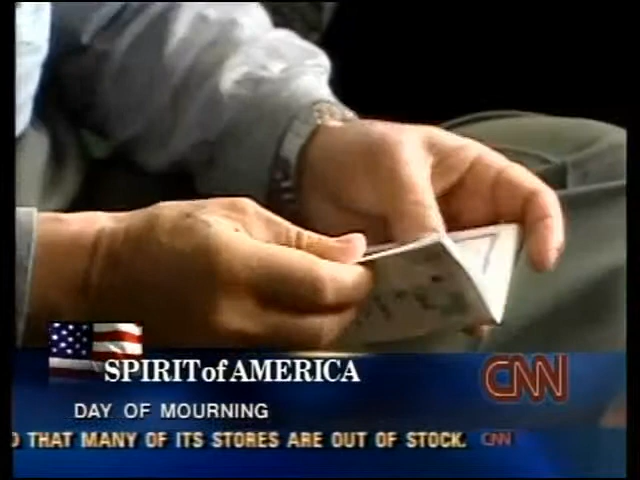 SPIRIT of AMERICA
CNN
DAY OF MOURNING
THAT MANY OF ITS STORES ARE OUT OF STOCK. CNN